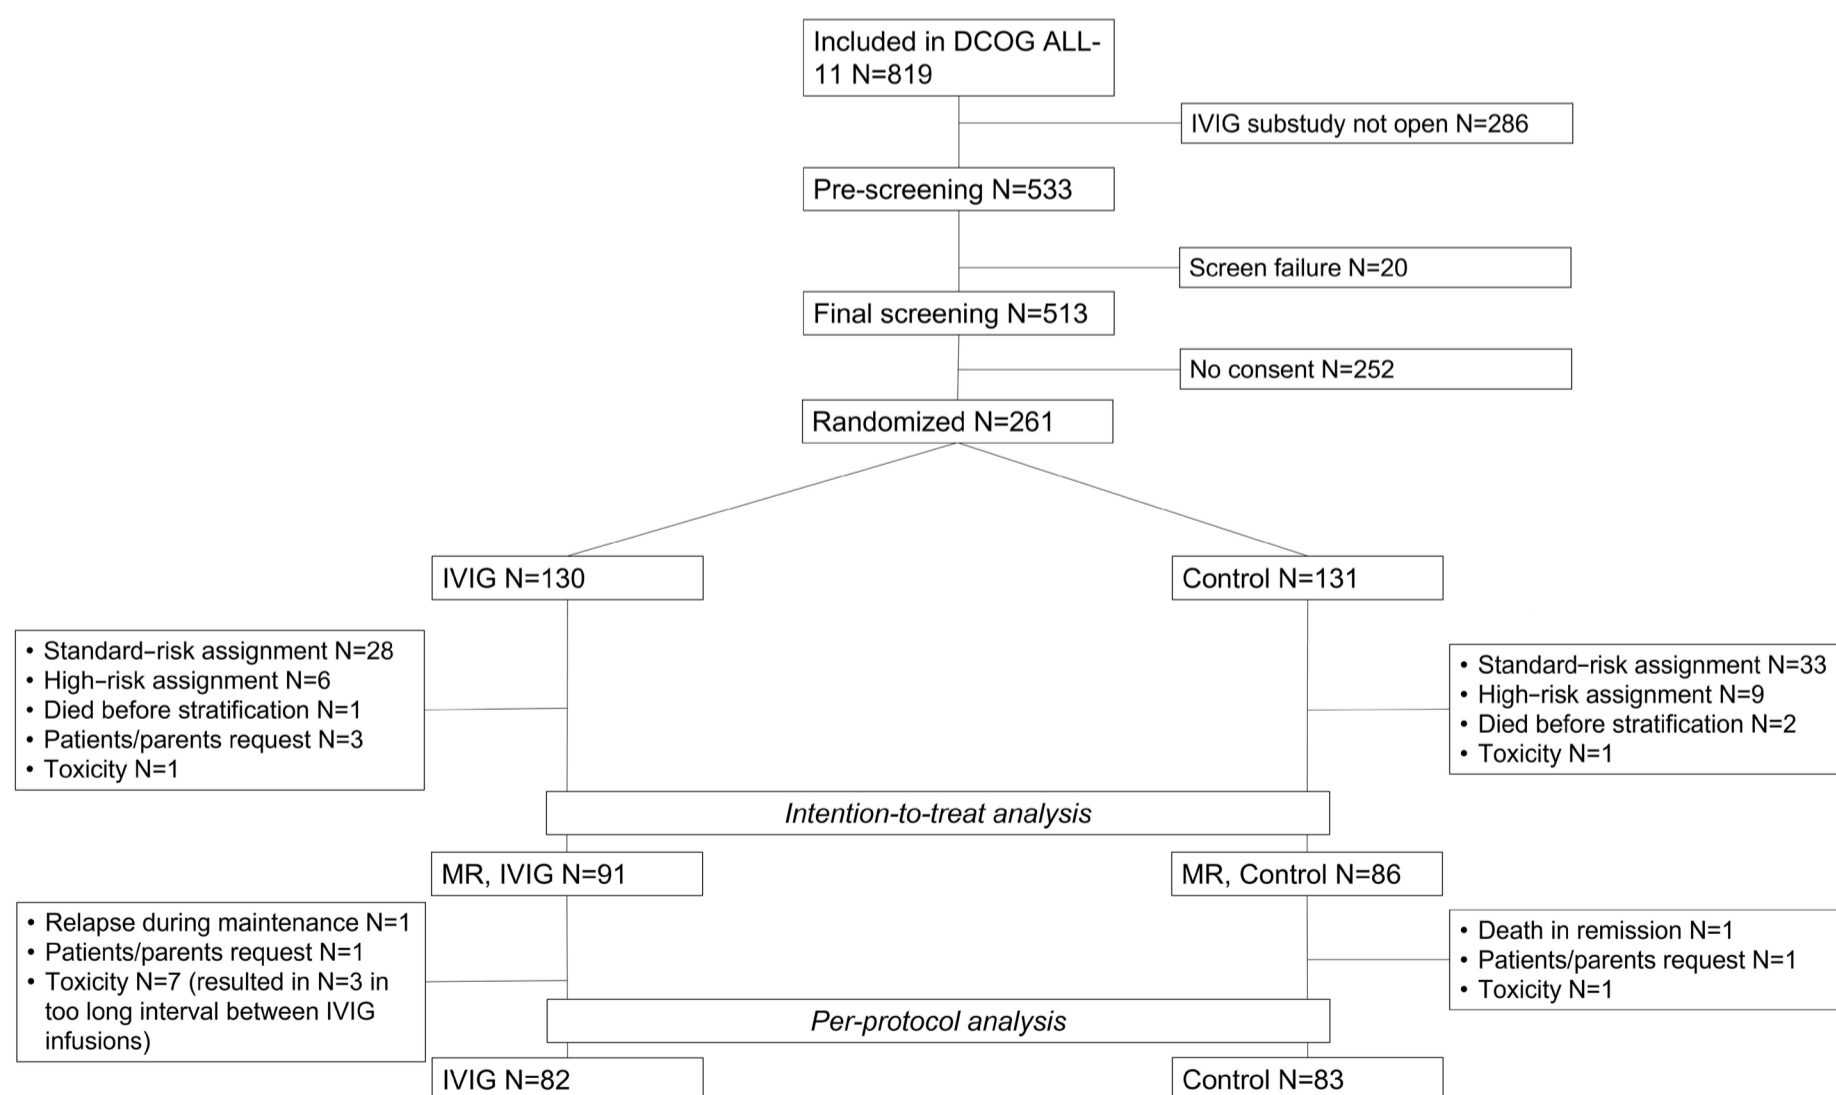 Included in DCOG ALL-
11 N=819
IVIG substudy not open N=286
Pre-screening N=533
Screen failure N=20
Final screening N=513
No consent N=252
Randomized N=261
IVIG N=130
Control N=131
• Standard–risk assignment N=28
• High–risk assignment N=6
• Died before stratification N=1
• Patients/parents request N=3
• Toxicity N=1
• Standard–risk assignment N=33
• High–risk assignment N=9
• Died before stratification N=2
• Toxicity N=1
Intention-to-treat analysis
MR, IVIG N=91
MR, Control N=86
• Relapse during maintenance N=1
• Patients/parents request N=1
• Toxicity N=7 (resulted in N=3 in
too long interval between IVIG
infusions)
• Death in remission N=1
• Patients/parents request N=1
• Toxicity N=1
Per-protocol analysis
IVIG N=82
Control N=83